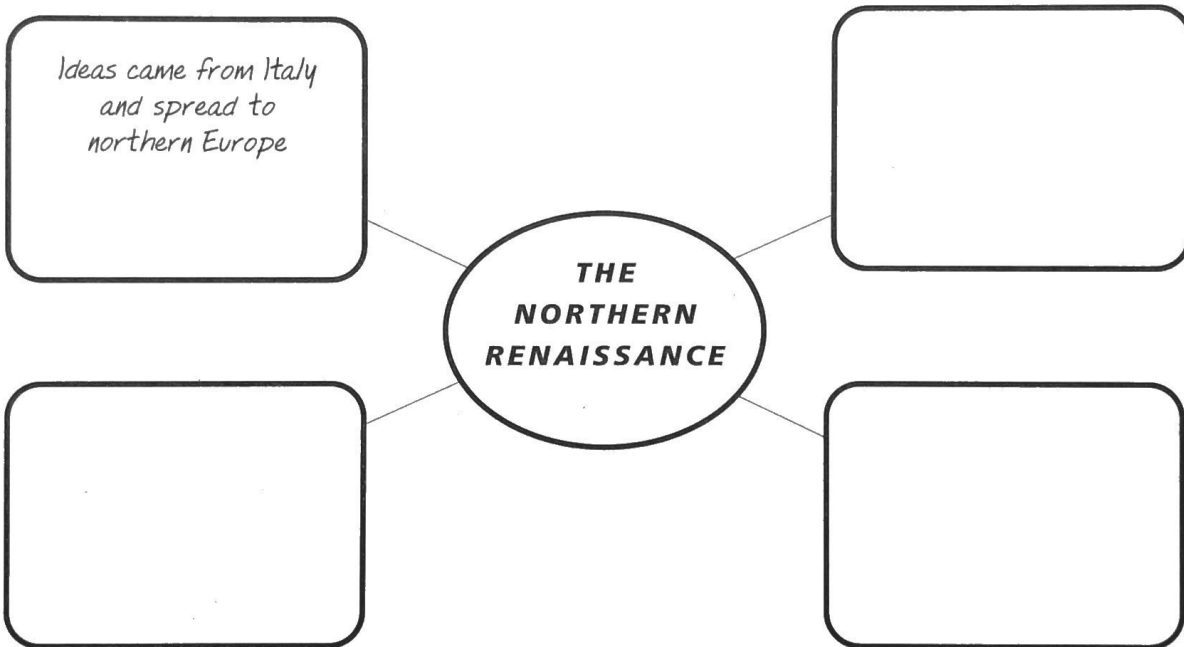 Ideas came from Italy
and spread to
northern Europe
THE
NORTHERN
RENAISSANCE